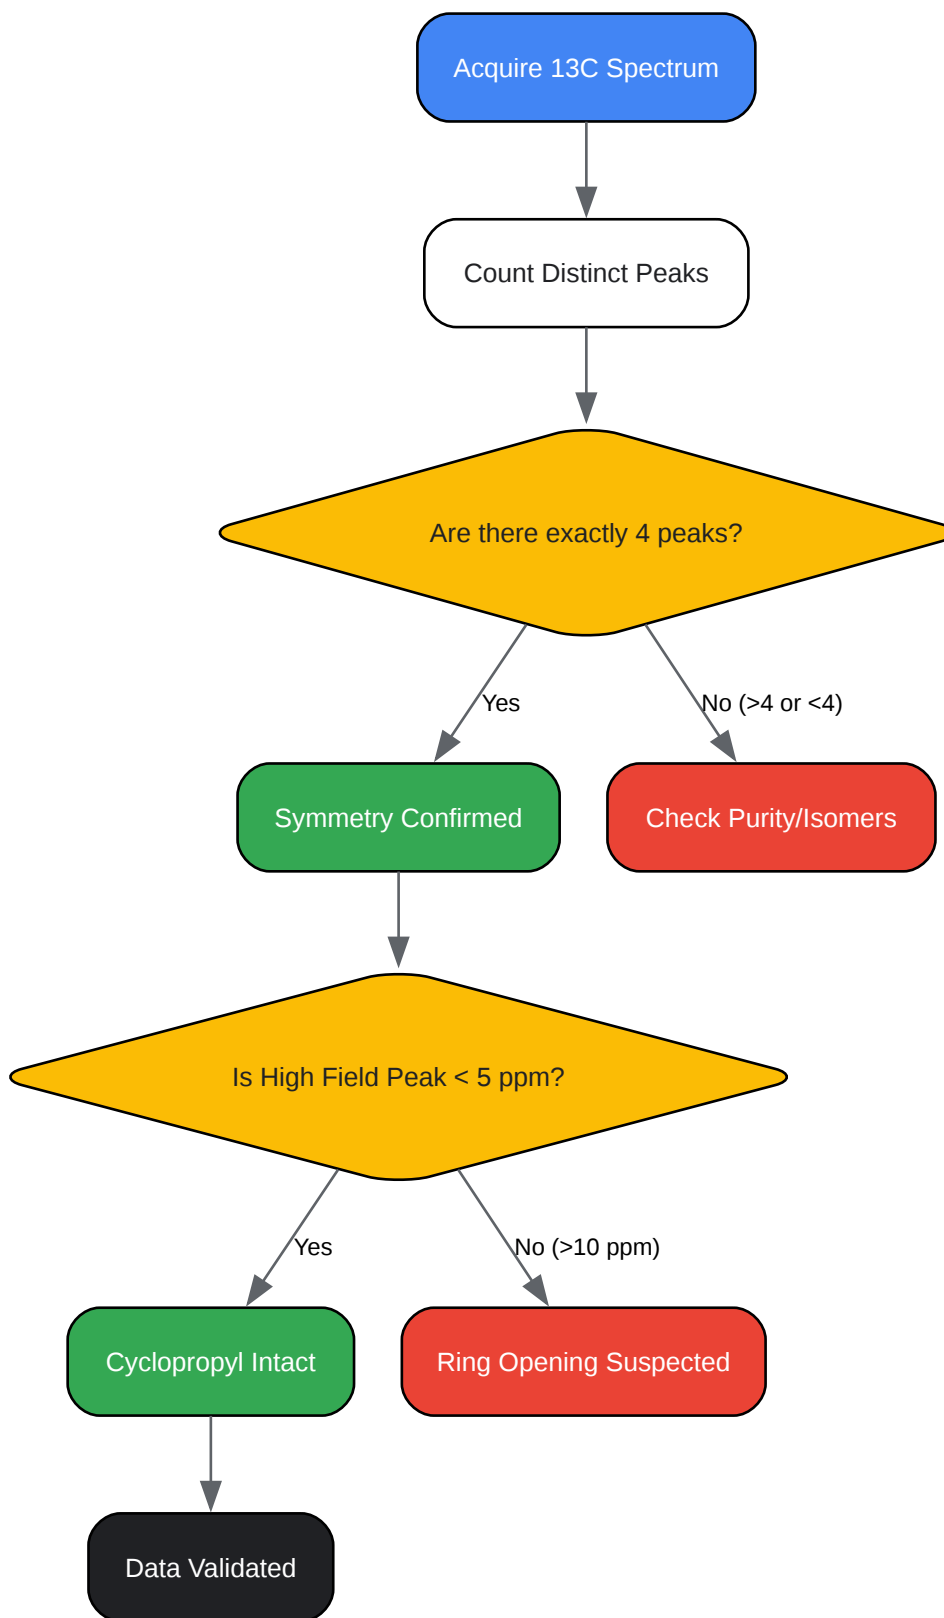 Acquire 13C Spectrum
Count Distinct Peaks
Are there exactly 4 peaks?
Yes
No (>4 or <4)
Symmetry Confirmed
Check Purity/Isomers
Is High Field Peak < 5 ppm?
Yes
No (>10 ppm)
Cyclopropyl Intact
Ring Opening Suspected
Data Validated